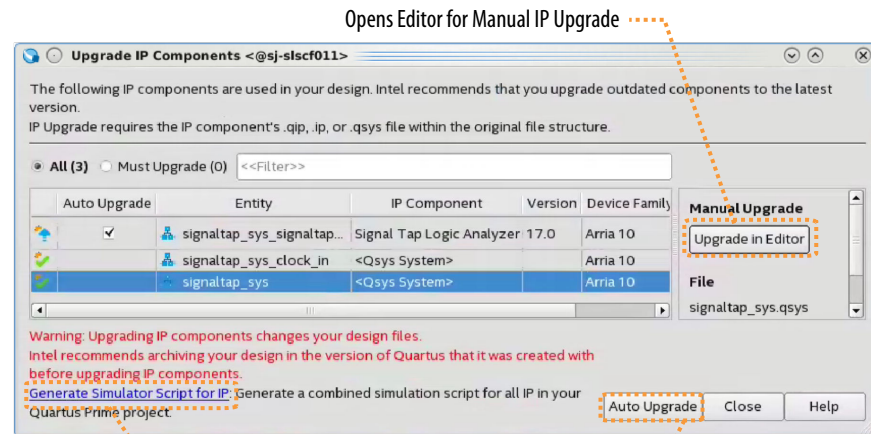 Opens Editor for Manual IP Upgrade
Upgrade IP Components <@sj-slscf011>
The following IP components are used in your design. Intel recommends that you upgrade outdated components to the latest
version.
IP Upgrade requires the IP component's .qip, .ip, or .qsys file within the original file structure.
All (3) Must Upgrade (0) <<Filter>>
Auto Upgrade Entity IP Component Version Device Family
signaltap_sys_signaltap... Signal Tap Logic Analyzer 17.0 Arria 10
signaltap_sys_clock_in <Qsys System> Arria 10
signaltap_sys <Qsys System> Arria 10
Manual Upgrade
Upgrade in Editor
File
signaltap_sys.qsys
Warning: Upgrading IP components changes your design files.
Intel recommends archiving your design in the version of Quartus that it was created with
before upgrading IP components.
Generate Simulator Script for IP: Generate a combined simulation script for all IP in your
Quartus Prime project.
Auto Upgrade Close Help